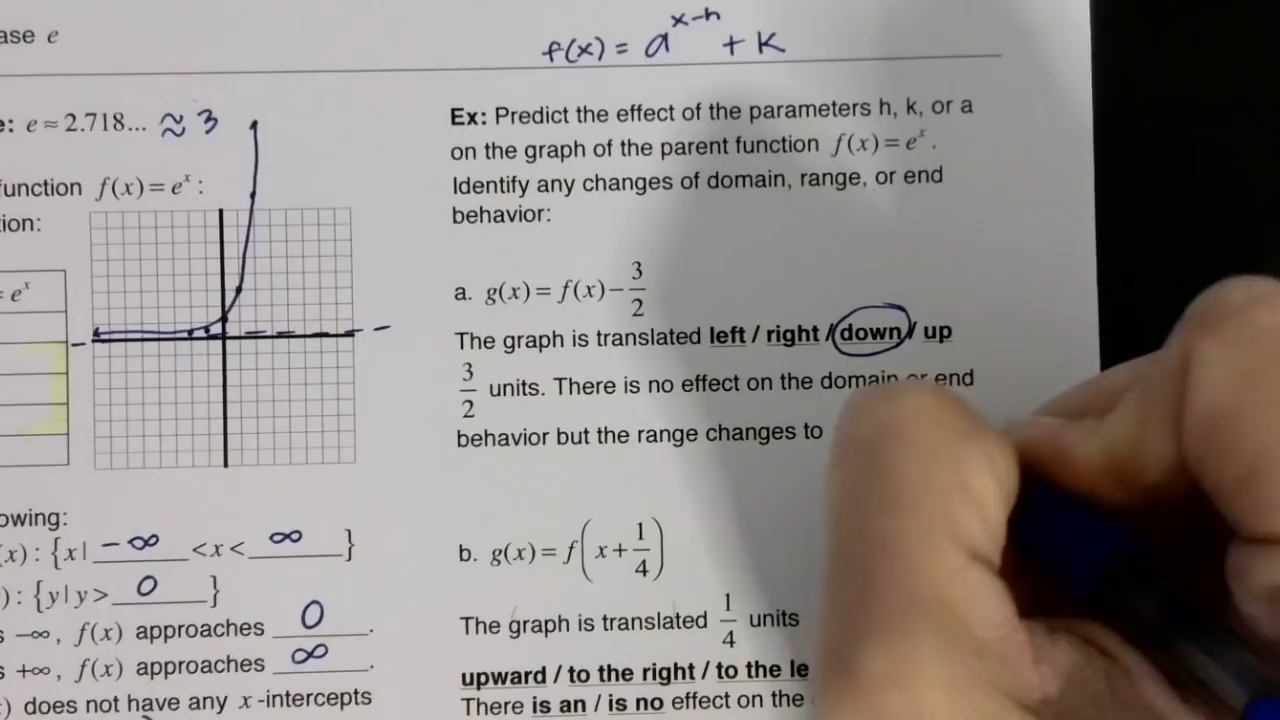 ase e
f(x) = a^{x-h} + k
e: e ≈ 2.718... ≈ 3
function f(x) = e^x :
ion:
= e^x
owing:
x) : {x| -∞ < x < ∞ }
) : {y|y > 0 }
s -∞, f(x) approaches 0 .
s +∞, f(x) approaches ∞ .
) does not have any x-intercepts
Ex: Predict the effect of the parameters h, k, or a
on the graph of the parent function f(x) = e^x .
Identify any changes of domain, range, or end
behavior:
a. g(x) = f(x) - 3/2
The graph is translated left / right / down / up
3/2 units. There is no effect on the domain or end
behavior but the range changes to
b. g(x) = f(x + 1/4)
The graph is translated 1/4 units
upward / to the right / to the le
There is an / is no effect on the